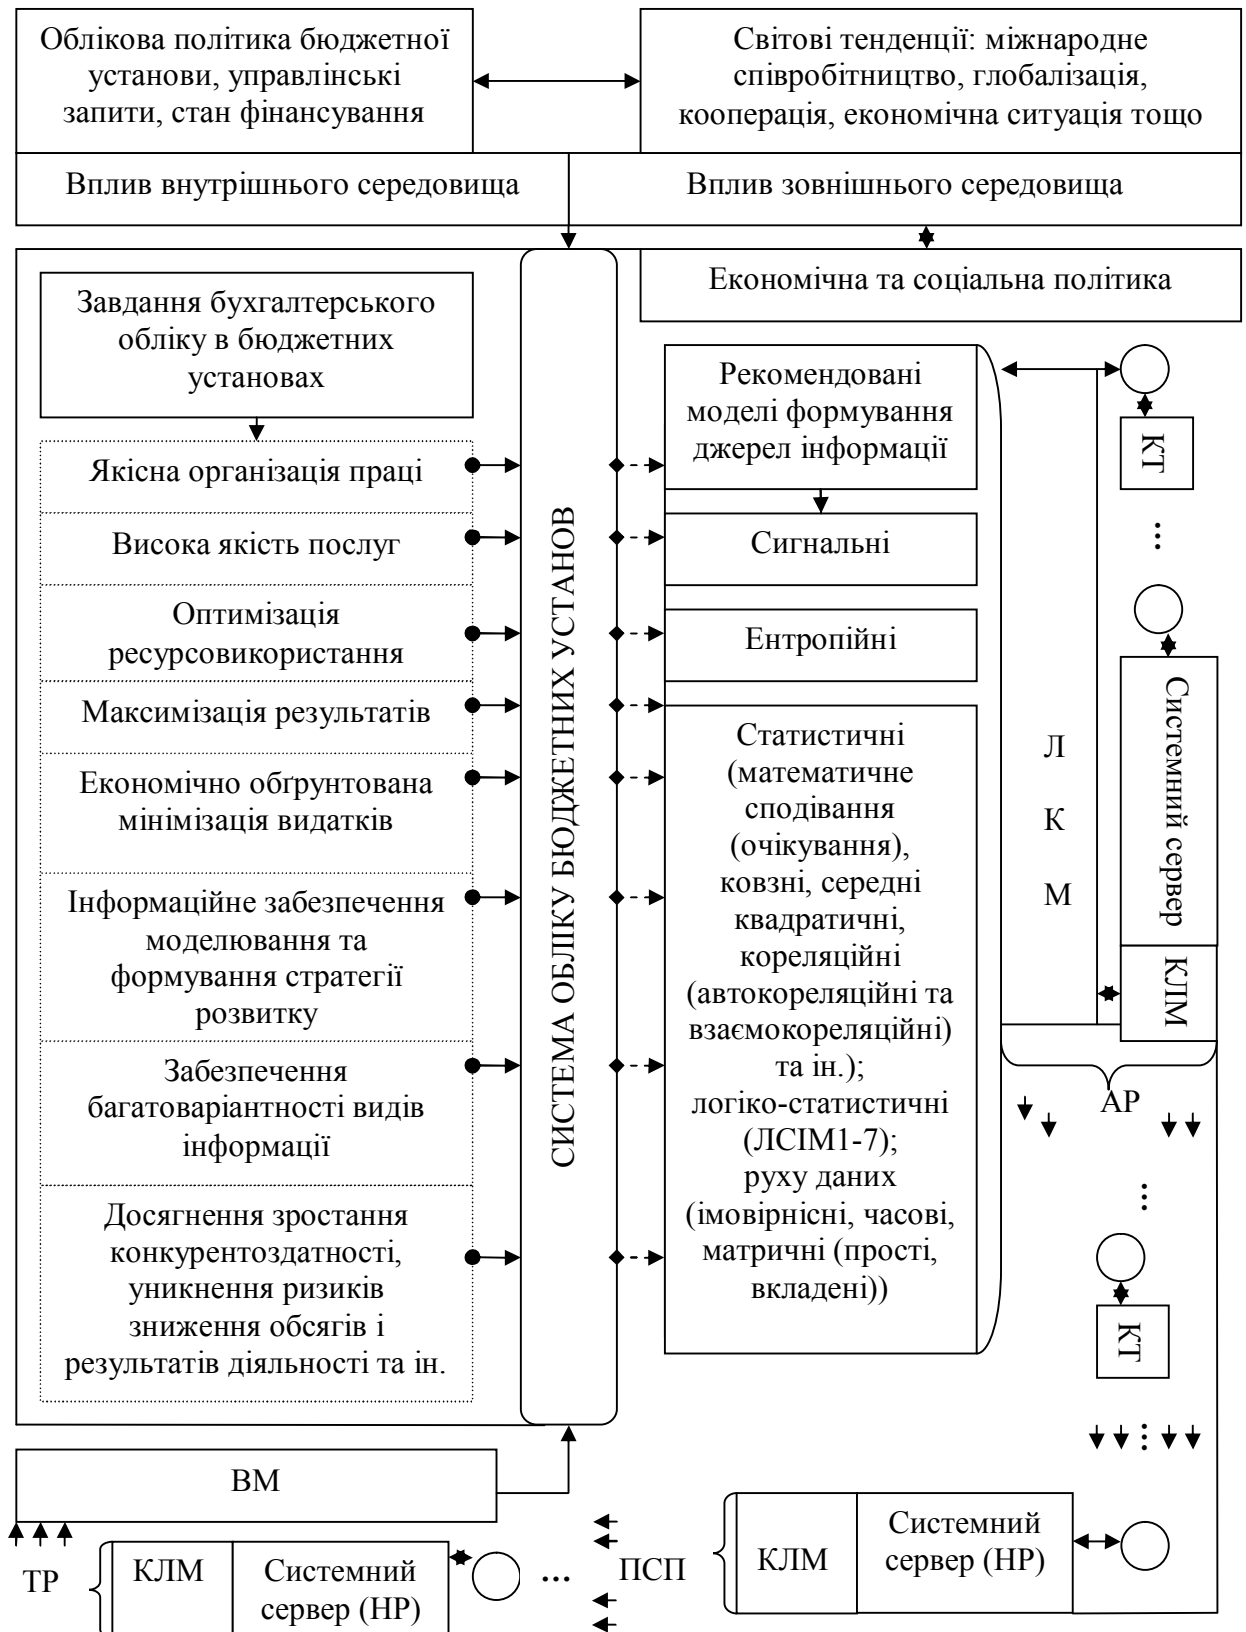 Облікова політика бюджетної
установи, управлінські
запити, стан фінансування
Світові тенденції: міжнародне
співробітництво, глобалізація,
кооперація, економічна ситуація тощо
Вплив внутрішнього середовища
Вплив зовнішнього середовища
Економічна та соціальна політика
Завдання бухгалтерського
обліку в бюджетних
установах
Якісна організація праці
Висока якість послуг
Оптимізація
ресурсовикористання
Максимізація результатів
Економічно обґрунтована
мінімізація видатків
Інформаційне забезпечення
моделювання та
формування стратегії
розвитку
Забезпечення
багатоваріантності видів
інформації
Досягнення зростання
конкурентоздатності,
уникнення ризиків
зниження обсягів і
результатів діяльності та ін.
СИСТЕМА ОБЛІКУ БЮДЖЕТНИХ УСТАНОВ
Рекомендовані
моделі формування
джерел інформації
Сигнальні
Ентропійні
Статистичні
(математичне
сподівання
(очікування),
ковзні, середні
квадратичні,
кореляційні
(автокореляційні та
взаємокореляційні)
та ін.);
логіко-статистичні
(ЛСІМ1-7);
руху даних
(імовірнісні, часові,
матричні (прості,
вкладені))
Л
К
М
КТ
...
Системний сервер
КЛМ
АР
...
КТ
...
ВМ
ТР
КЛМ
Системний
сервер (НР)
...
ПСП
КЛМ
Системний
сервер (НР)